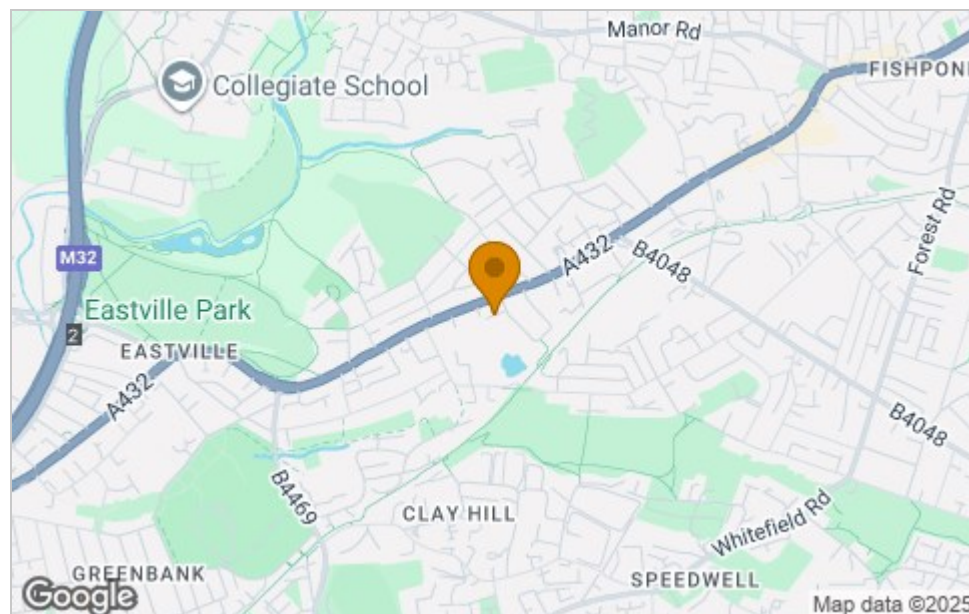 Manor Rd
FISHPOND
Collegiate School
Forest Rd
M32
A432
B4048
Eastville Park
2
EASTVILLE
A432
B4048
B4469
CLAY HILL
Whitefield Rd
GREENBANK
SPEEDWELL
Google
Map data ©2025